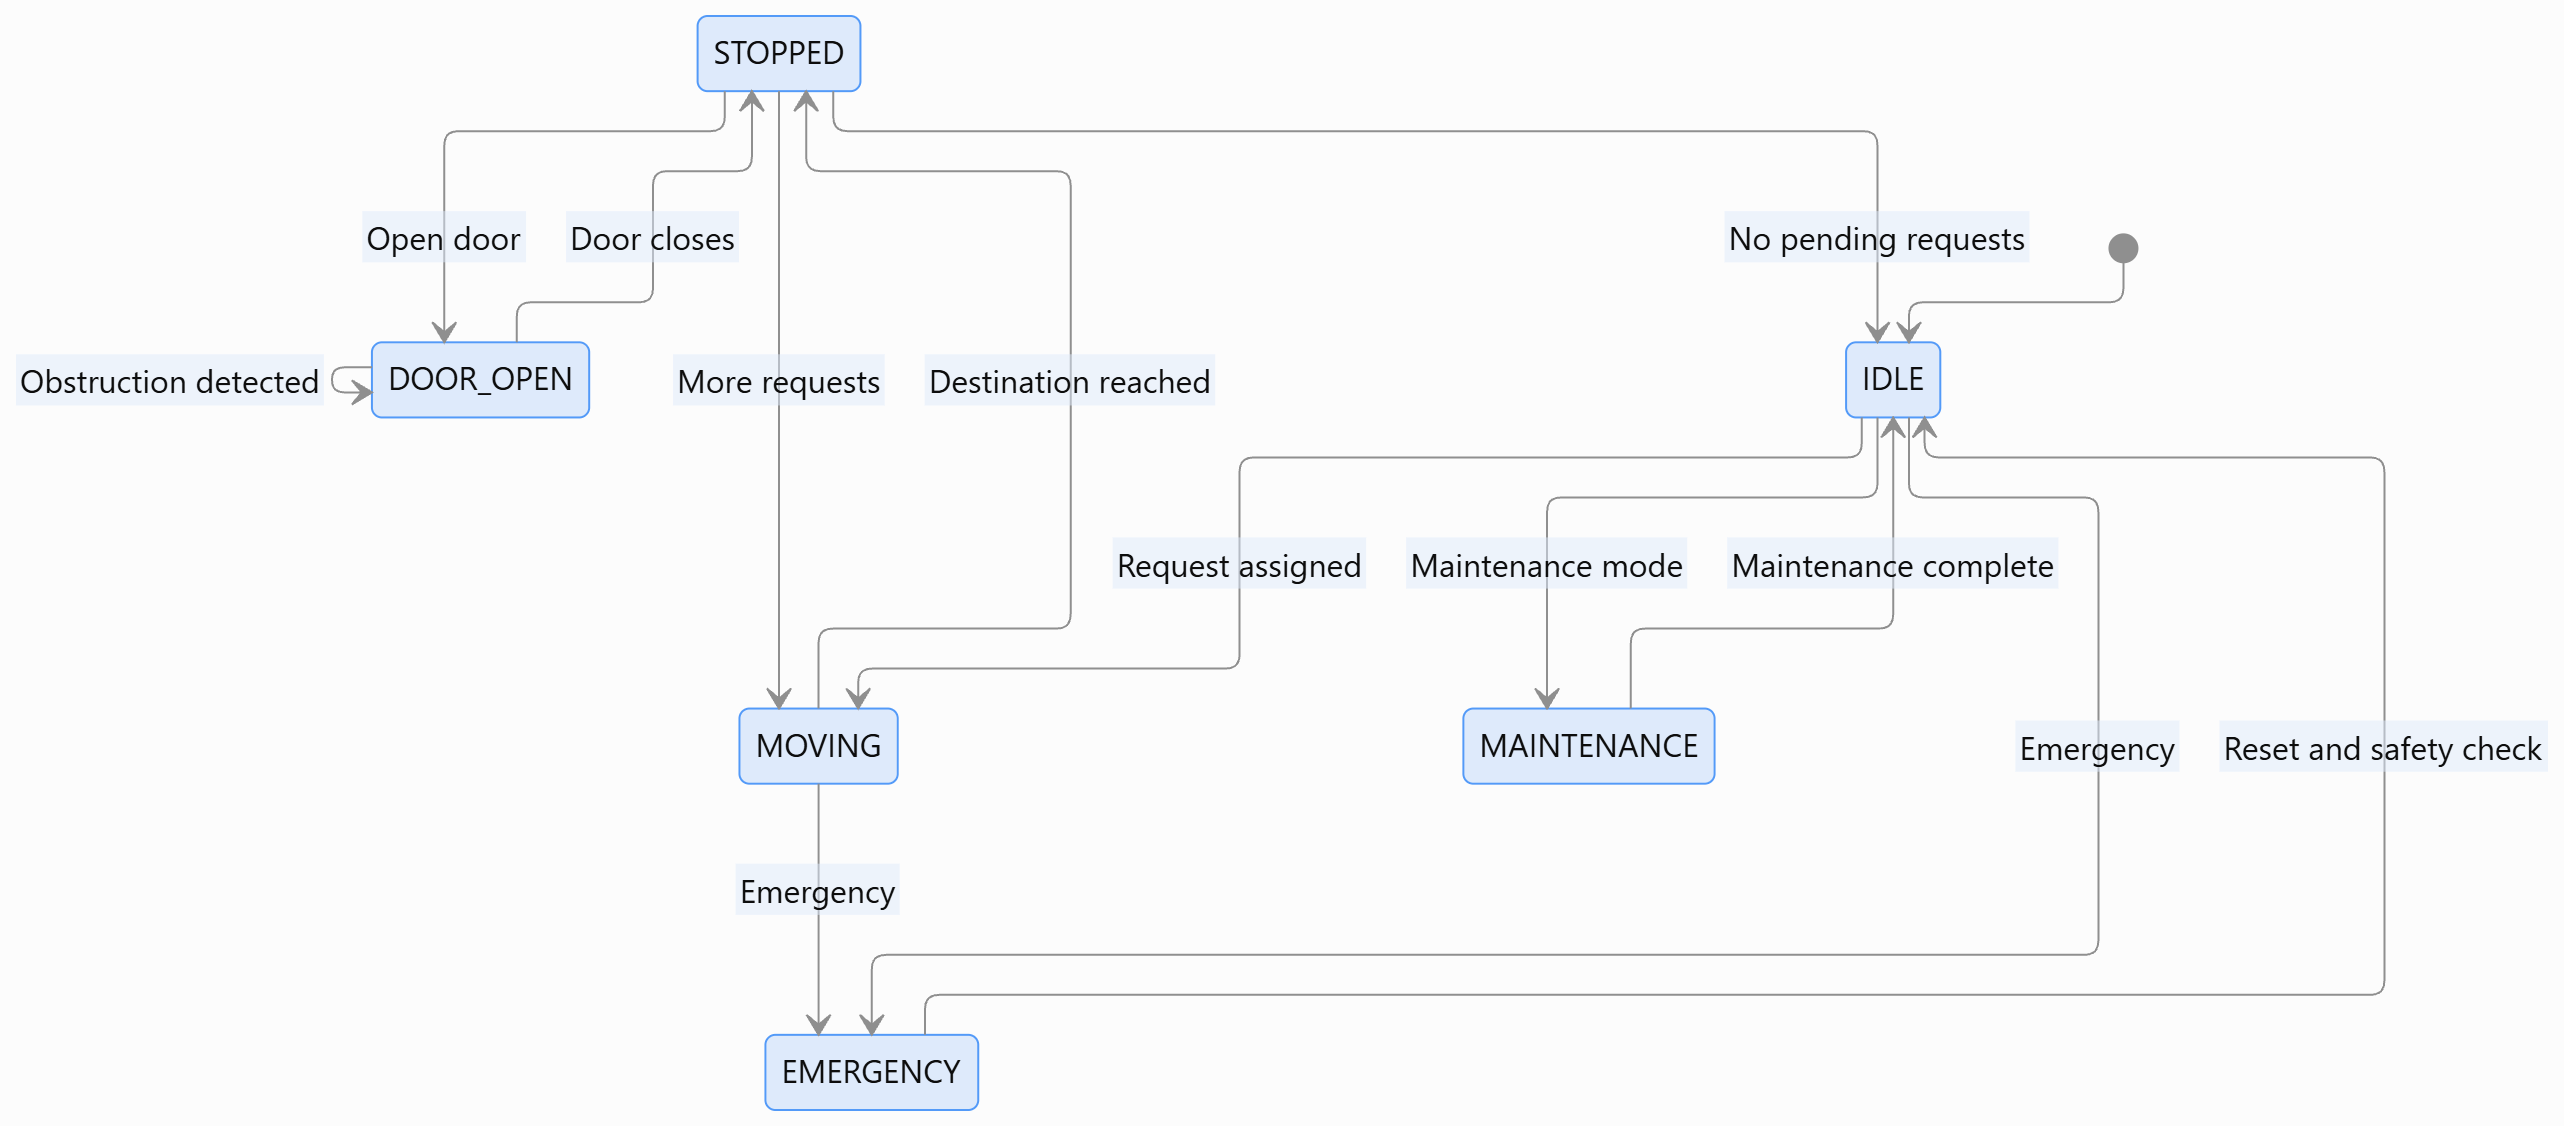 STOPPED
Open door
Door closes
No pending requests
Obstruction detected
DOOR_OPEN
More requests
Destination reached
IDLE
Request assigned
Maintenance mode
Maintenance complete
MOVING
MAINTENANCE
Emergency
Reset and safety check
Emergency
EMERGENCY